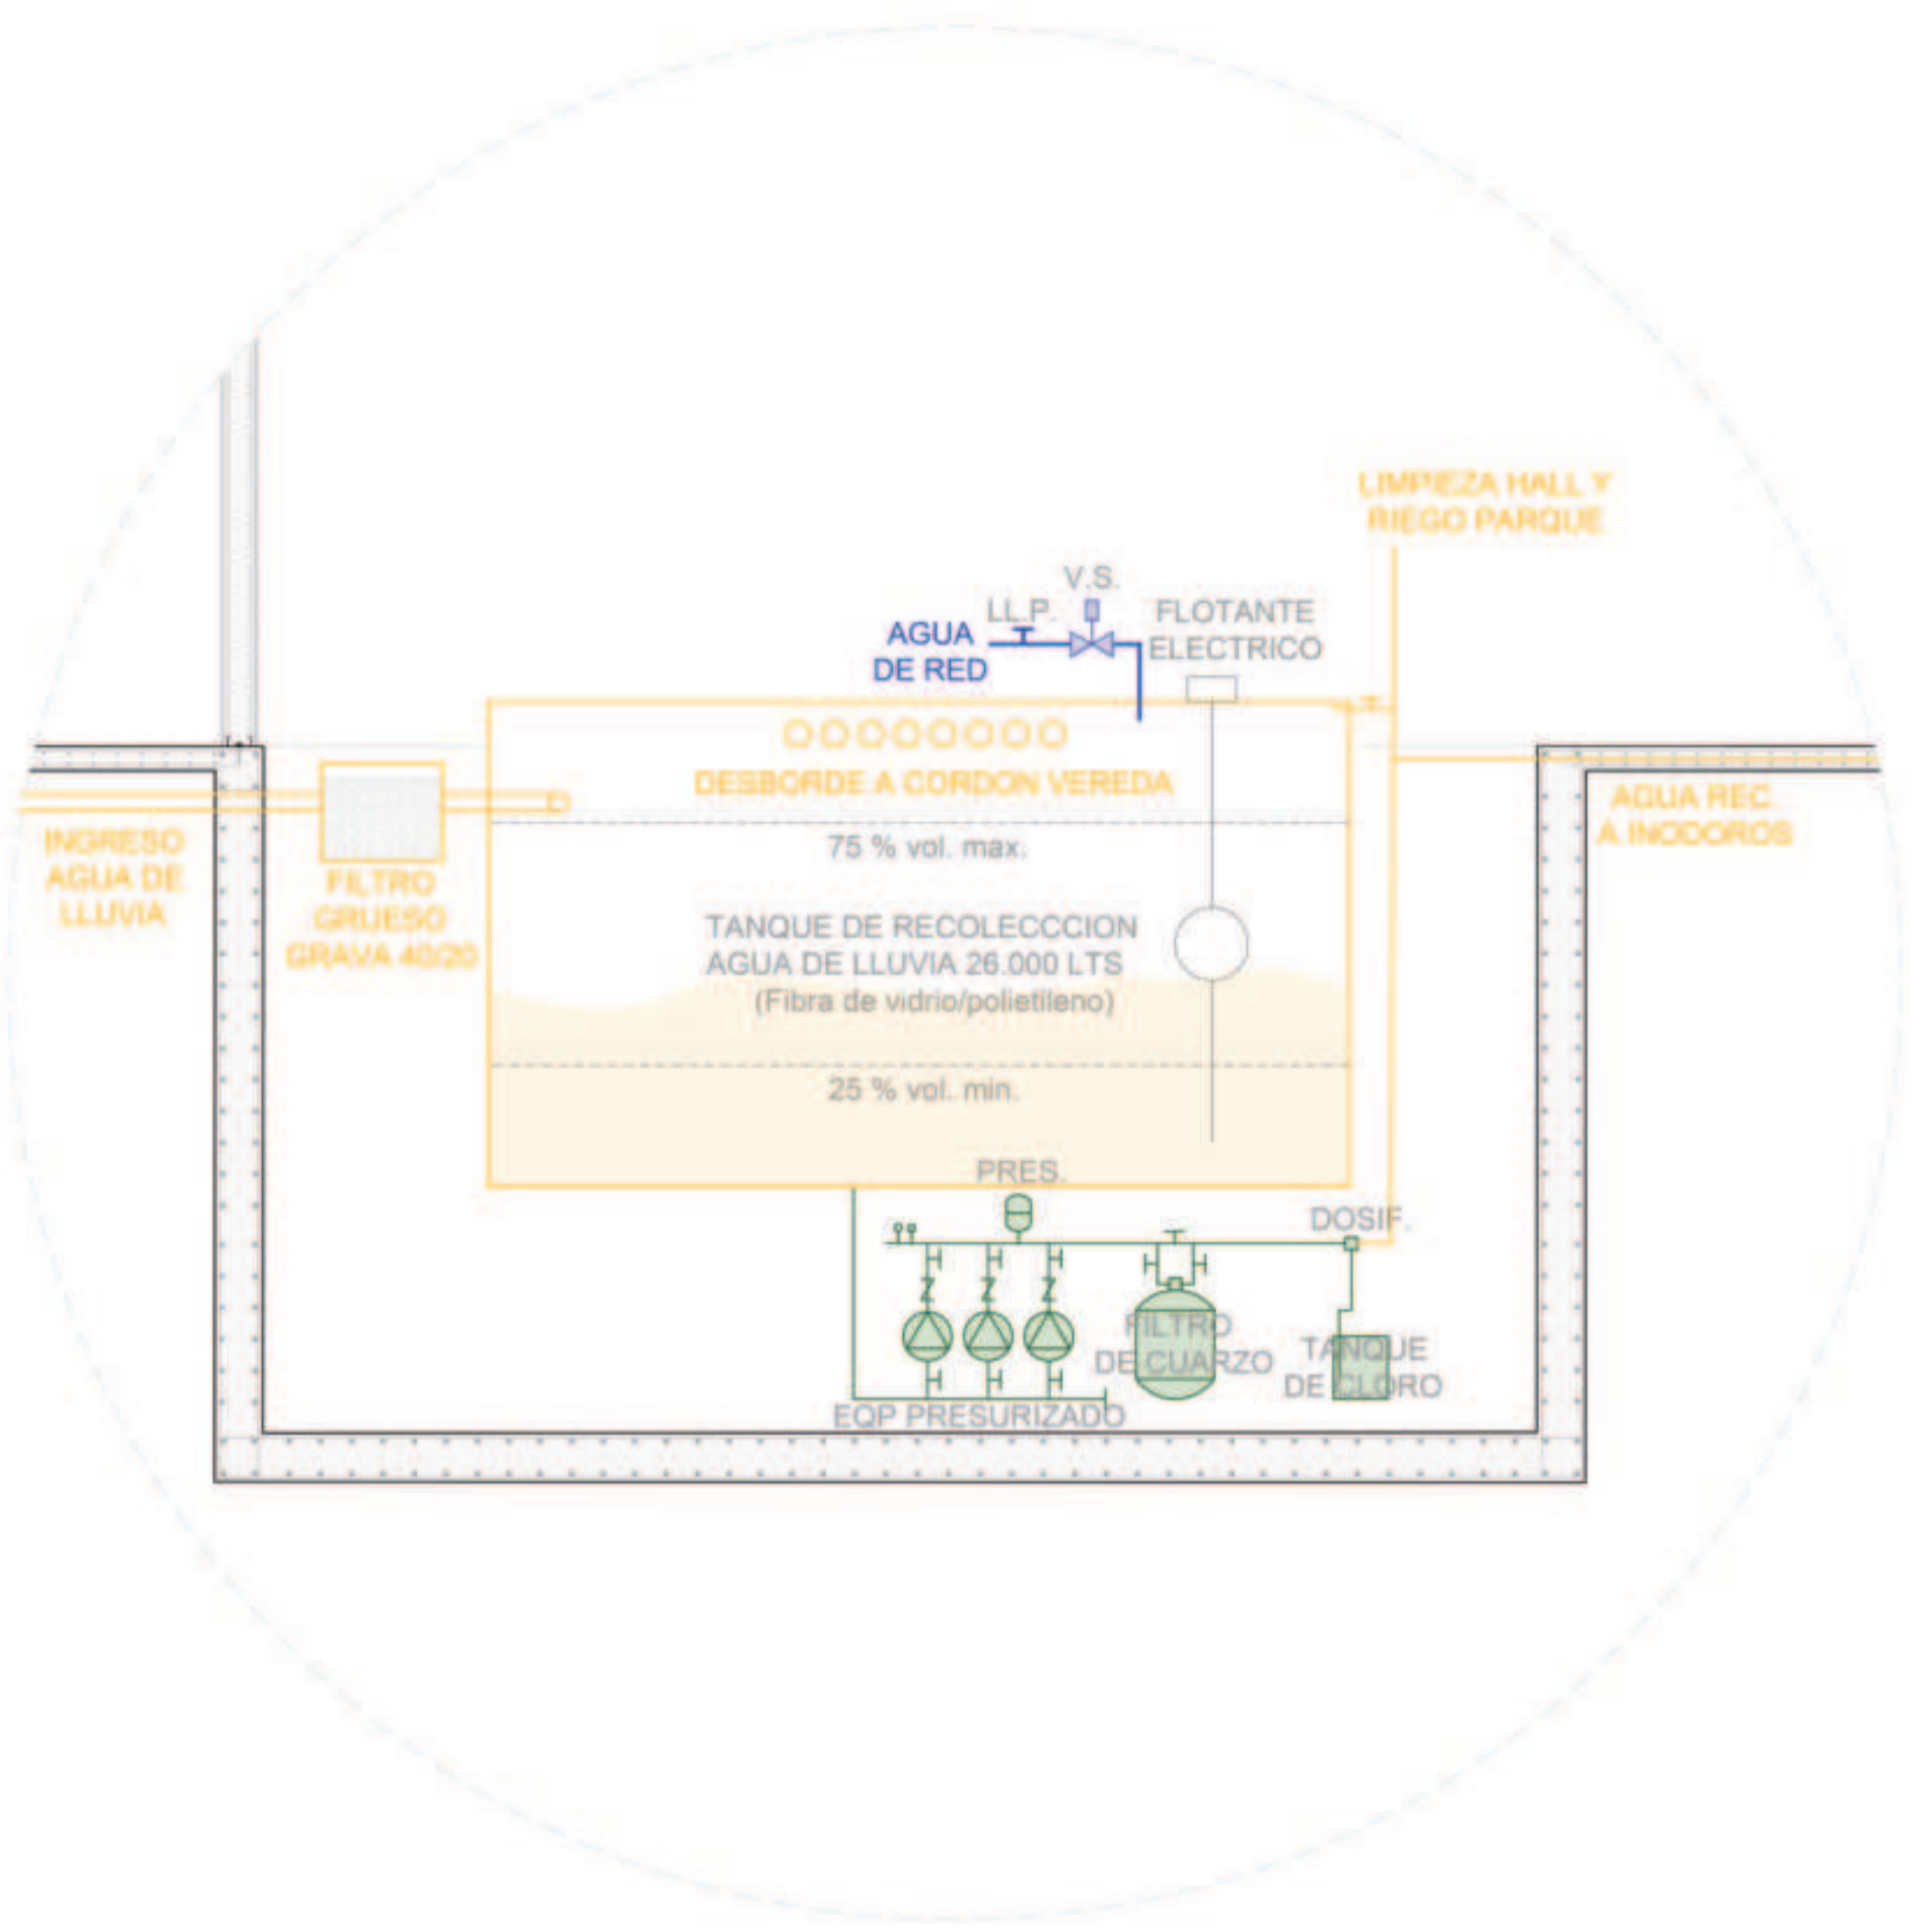 LIMPIEZA HALL Y
RIEGO PARQUE
V.S.
LL.P.
FLOTANTE
ELECTRICO
AGUA
DE RED
DESBORDE A CORDON VEREDA
75 % vol. max.
INGRESO
AGUA DE
LLUVIA
FILTRO
GRUESO
GRAVA 40/20
AGUA REC.
A INODOROS
TANQUE DE RECOLECCCION
AGUA DE LLUVIA 26.000 LTS
(Fibra de vidrio/polietileno)
25 % vol. min.
PRES.
DOSIF.
FILTRO
DE CUARZO
TANQUE
DE CLORO
EQP PRESURIZADO